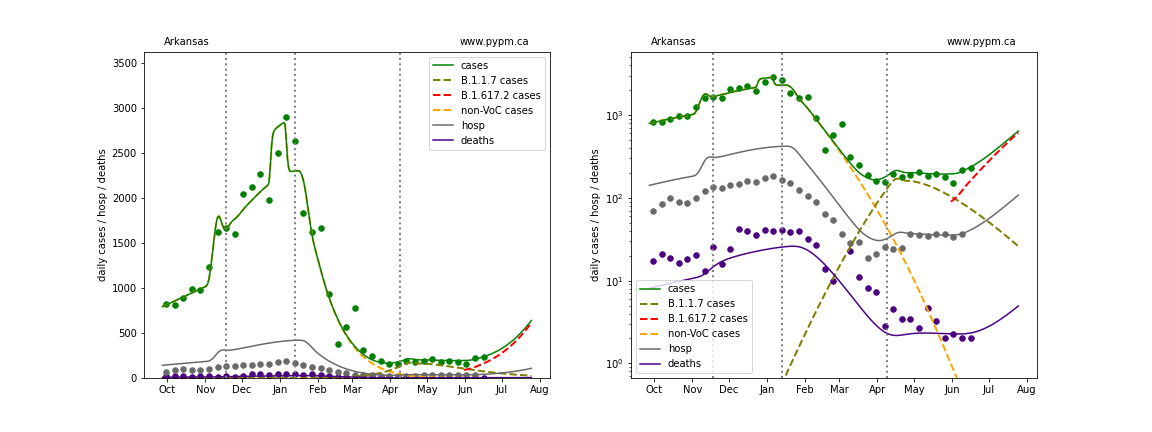 Arkansas www.pypm.ca
3500
3000
2500
2000
1500
1000
500
0
daily cases / hosp / deaths
cases
B.1.1.7 cases
B.1.617.2 cases
non-VoC cases
hosp
deaths
Oct Nov Dec Jan Feb Mar Apr May Jun Jul Aug
Arkansas www.pypm.ca
10³
10²
10¹
10⁰
daily cases / hosp / deaths
cases
B.1.1.7 cases
B.1.617.2 cases
non-VoC cases
hosp
deaths
Oct Nov Dec Jan Feb Mar Apr May Jun Jul Aug